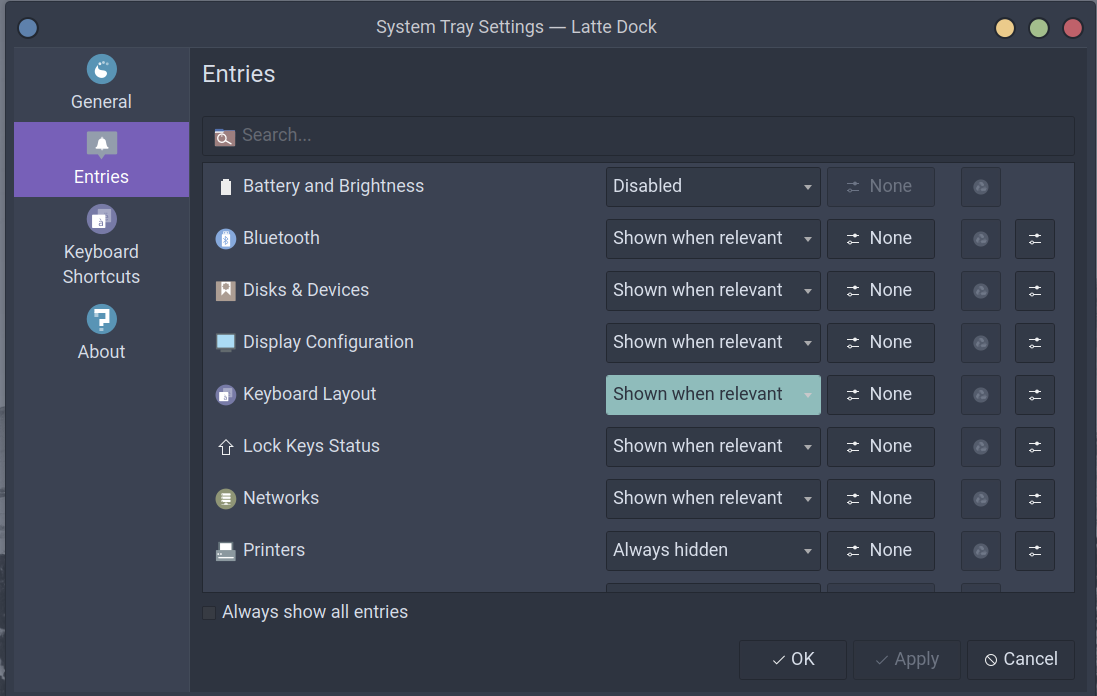 System Tray Settings — Latte Dock
General
Entries
Keyboard
Shortcuts
About
Entries
Search...
Battery and Brightness Disabled None
Bluetooth Shown when relevant None
Disks & Devices Shown when relevant None
Display Configuration Shown when relevant None
Keyboard Layout Shown when relevant None
Lock Keys Status Shown when relevant None
Networks Shown when relevant None
Printers Always hidden None
Always show all entries
OK Apply Cancel